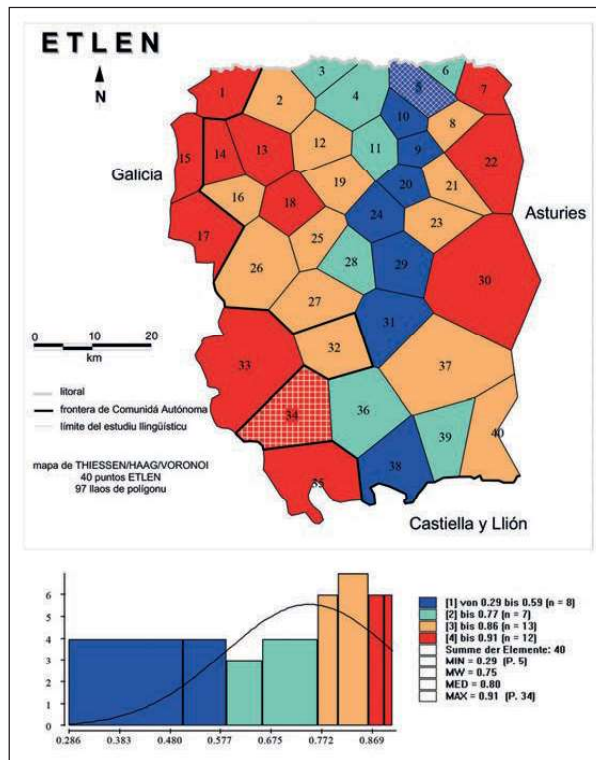 ETLEN
N
3
6
1
2
4
5
7
10
8
12
11
9
15
14
13
22
Galicia
19
20
21
16
18
24
Asturies
17
25
23
28
29
26
30
27
31
0 10 20
km
32
33
37
litoral
frontera de Comunidá Autónoma
34
36
límite del estudiu llingüísticu
39
40
mapa de THIESSEN/HAAG/VORONOI
40 puntos ETLEN
38
97 llaos de polígonu
35
Castiella y Llión
6
5
4
3
2
1
0
0.286 0.383 0.480 0.577 0.675 0.772 0.869
[1] von 0.29 bis 0.59 (n = 8)
[2] bis 0.77 (n = 7)
[3] bis 0.86 (n = 13)
[4] bis 0.91 (n = 12)
Summe der Elemente: 40
MIN = 0.29 (P. 5)
MW = 0.75
MED = 0.80
MAX = 0.91 (P. 34)